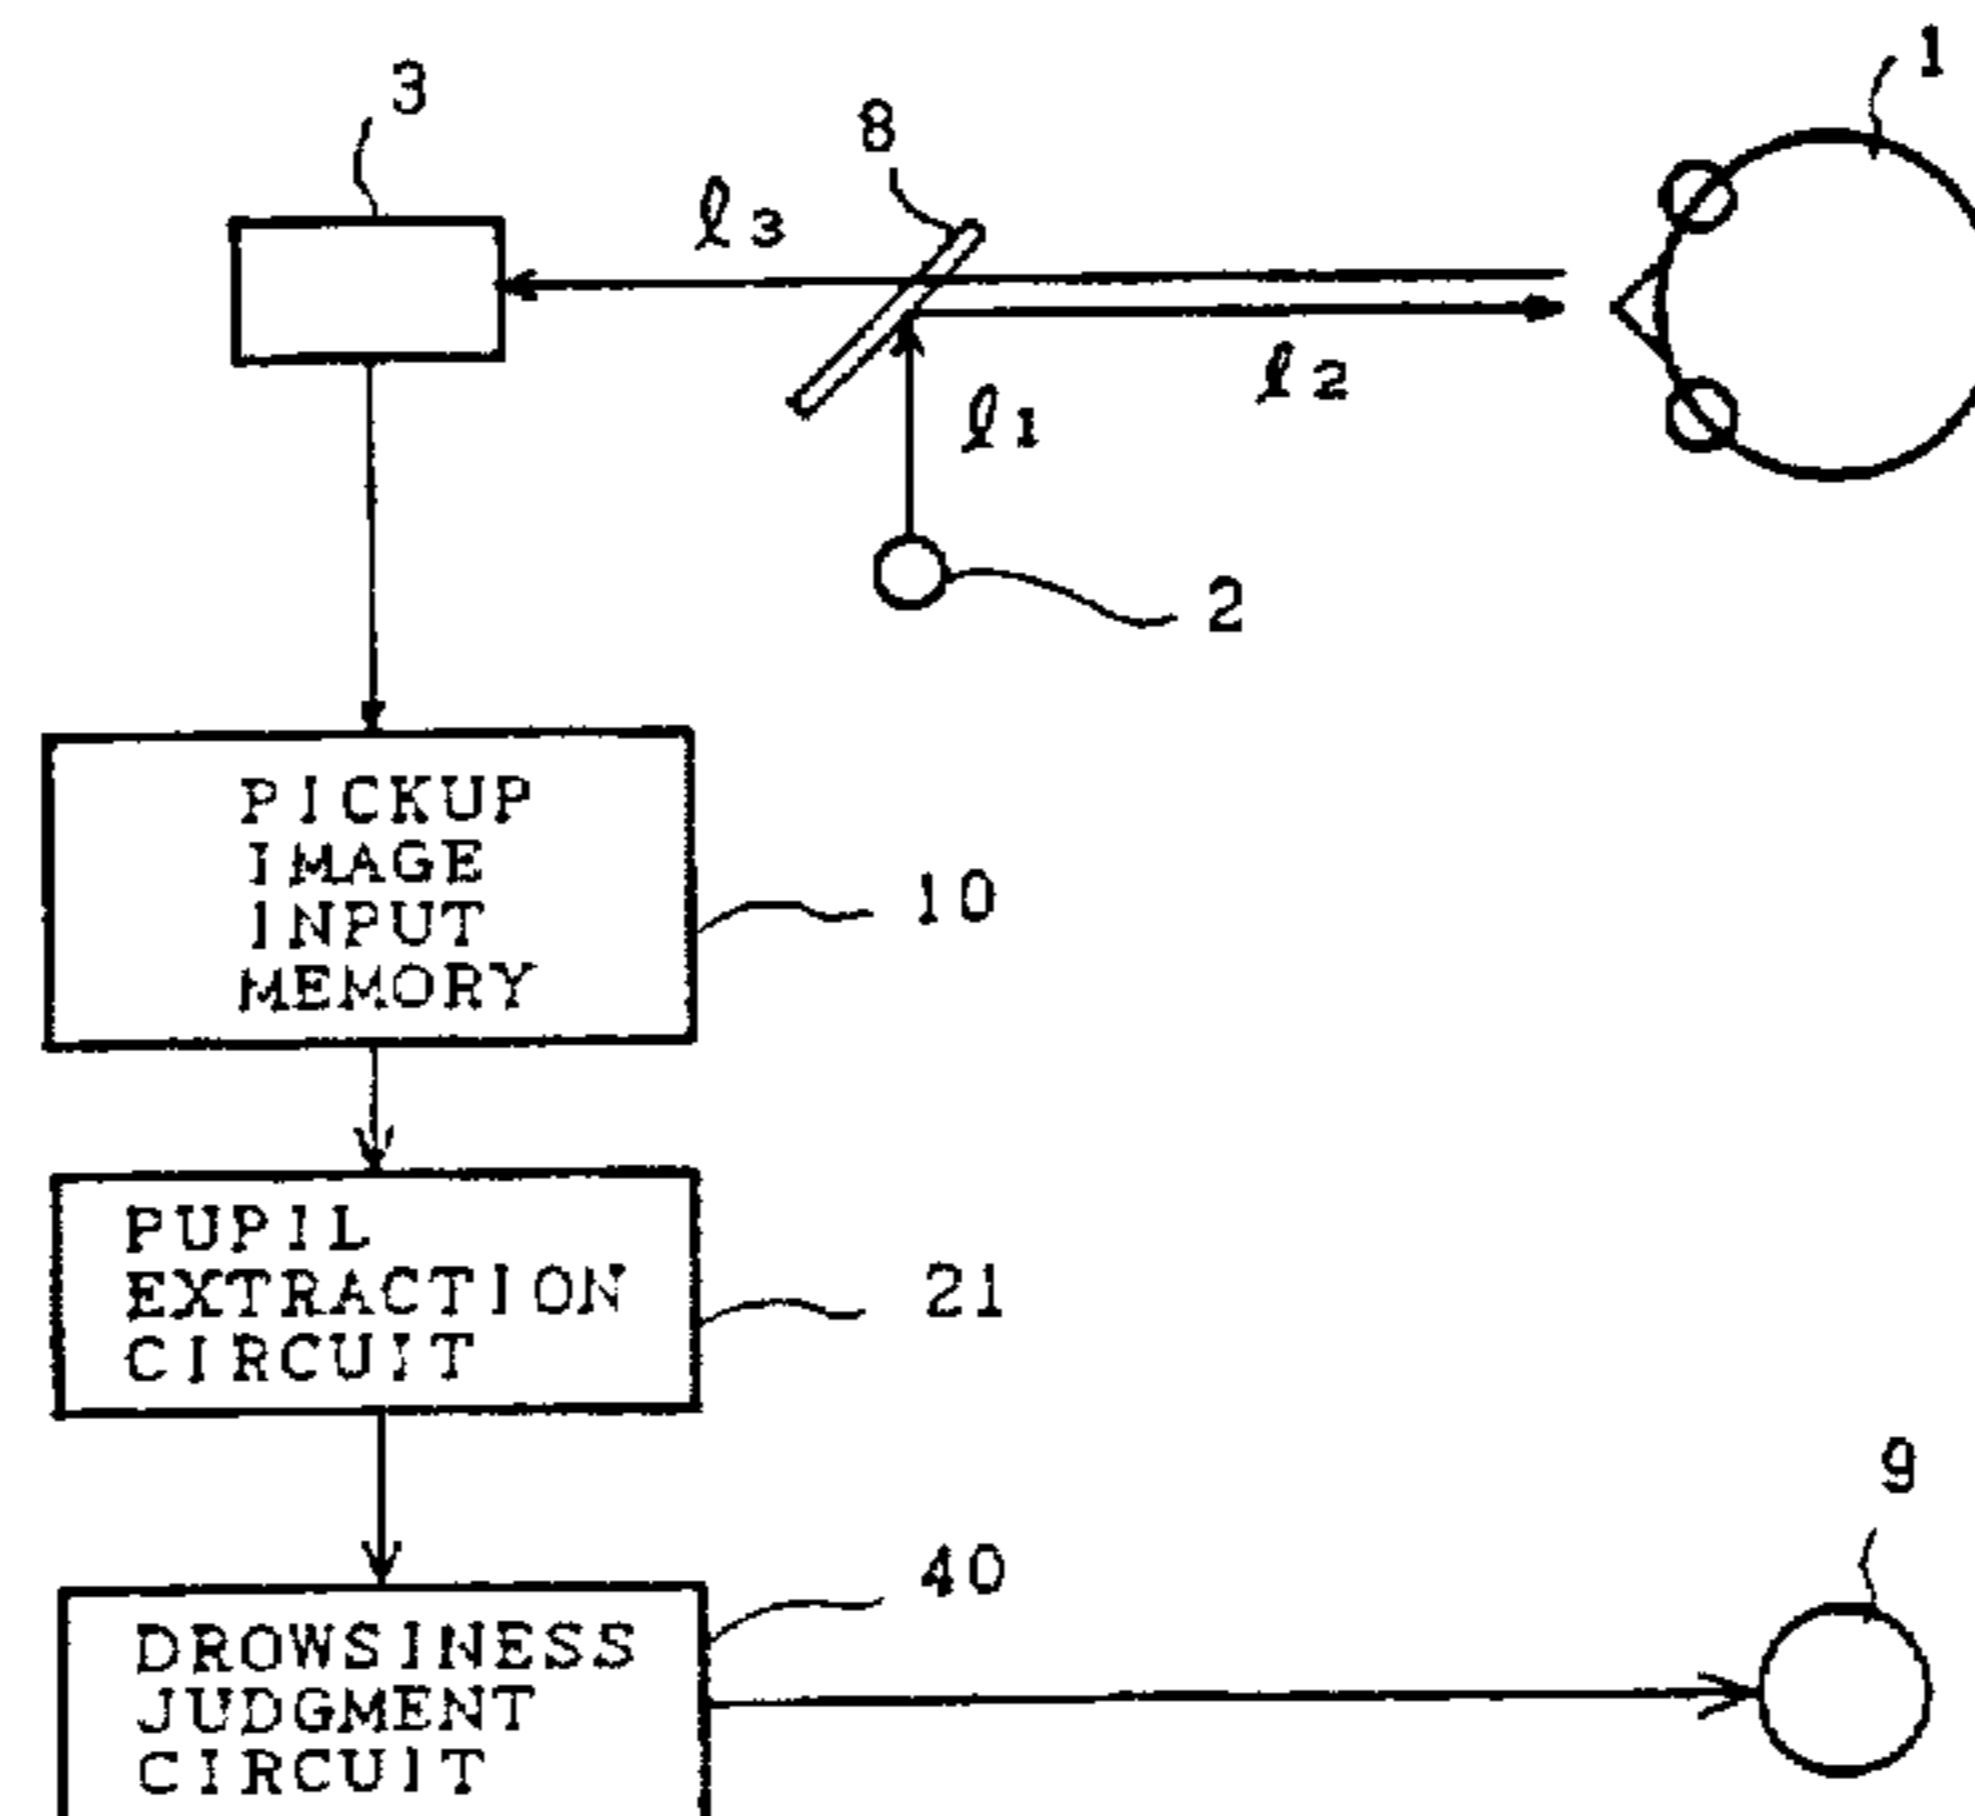 1
3
8
ℓ3
ℓ2
ℓ1
2
PICKUP
IMAGE
INPUT
MEMORY
10
PUPIL
EXTRACTION
CIRCUIT
21
9
40
DROWSINESS
JUDGMENT
CIRCUIT